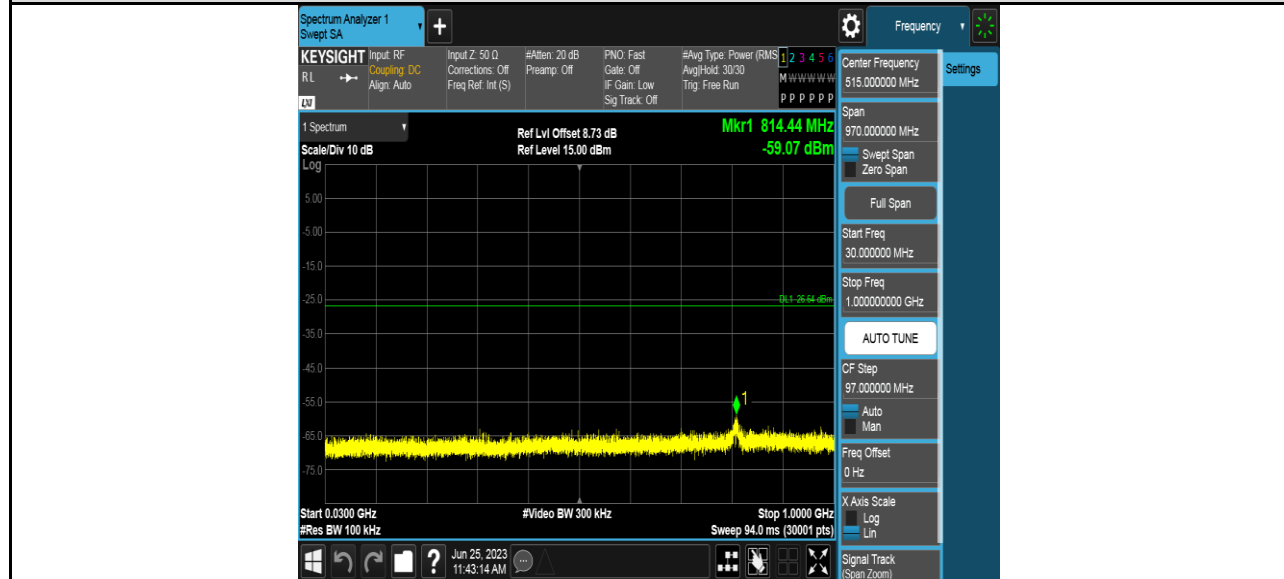 Spectrum Analyzer 1
Swept SA
+
Frequency
KEYSIGHT
RL
LXI
Input: RF
Coupling: DC
Align: Auto
Input Z: 50 Ω
Corrections: Off
Freq Ref: Int (S)
#Atten: 20 dB
Preamp: Off
PNO: Fast
Gate: Off
IF Gain: Low
Sig Track: Off
#Avg Type: Power (RMS
Avg|Hold: 30/30
Trig: Free Run
1 2 3 4 5 6
M W W W W W
P P P P P P
1 Spectrum
Scale/Div 10 dB
Log
Ref Lvl Offset 8.73 dB
Ref Level 15.00 dBm
Mkr1 814.44 MHz
-59.07 dBm
5.00
-5.00
-15.0
-25.0
DL1 -26.64 dBm
-35.0
-45.0
-55.0
1
-65.0
-75.0
Start 0.0300 GHz
#Video BW 300 kHz
Stop 1.0000 GHz
#Res BW 100 kHz
Sweep 94.0 ms (30001 pts)
?
Jun 25, 2023
11:43:14 AM
Center Frequency
515.000000 MHz
Settings
Span
970.000000 MHz
Swept Span
Zero Span
Full Span
Start Freq
30.000000 MHz
Stop Freq
1.000000000 GHz
AUTO TUNE
CF Step
97.000000 MHz
Auto
Man
Freq Offset
0 Hz
X Axis Scale
Log
Lin
Signal Track
(Span Zoom)